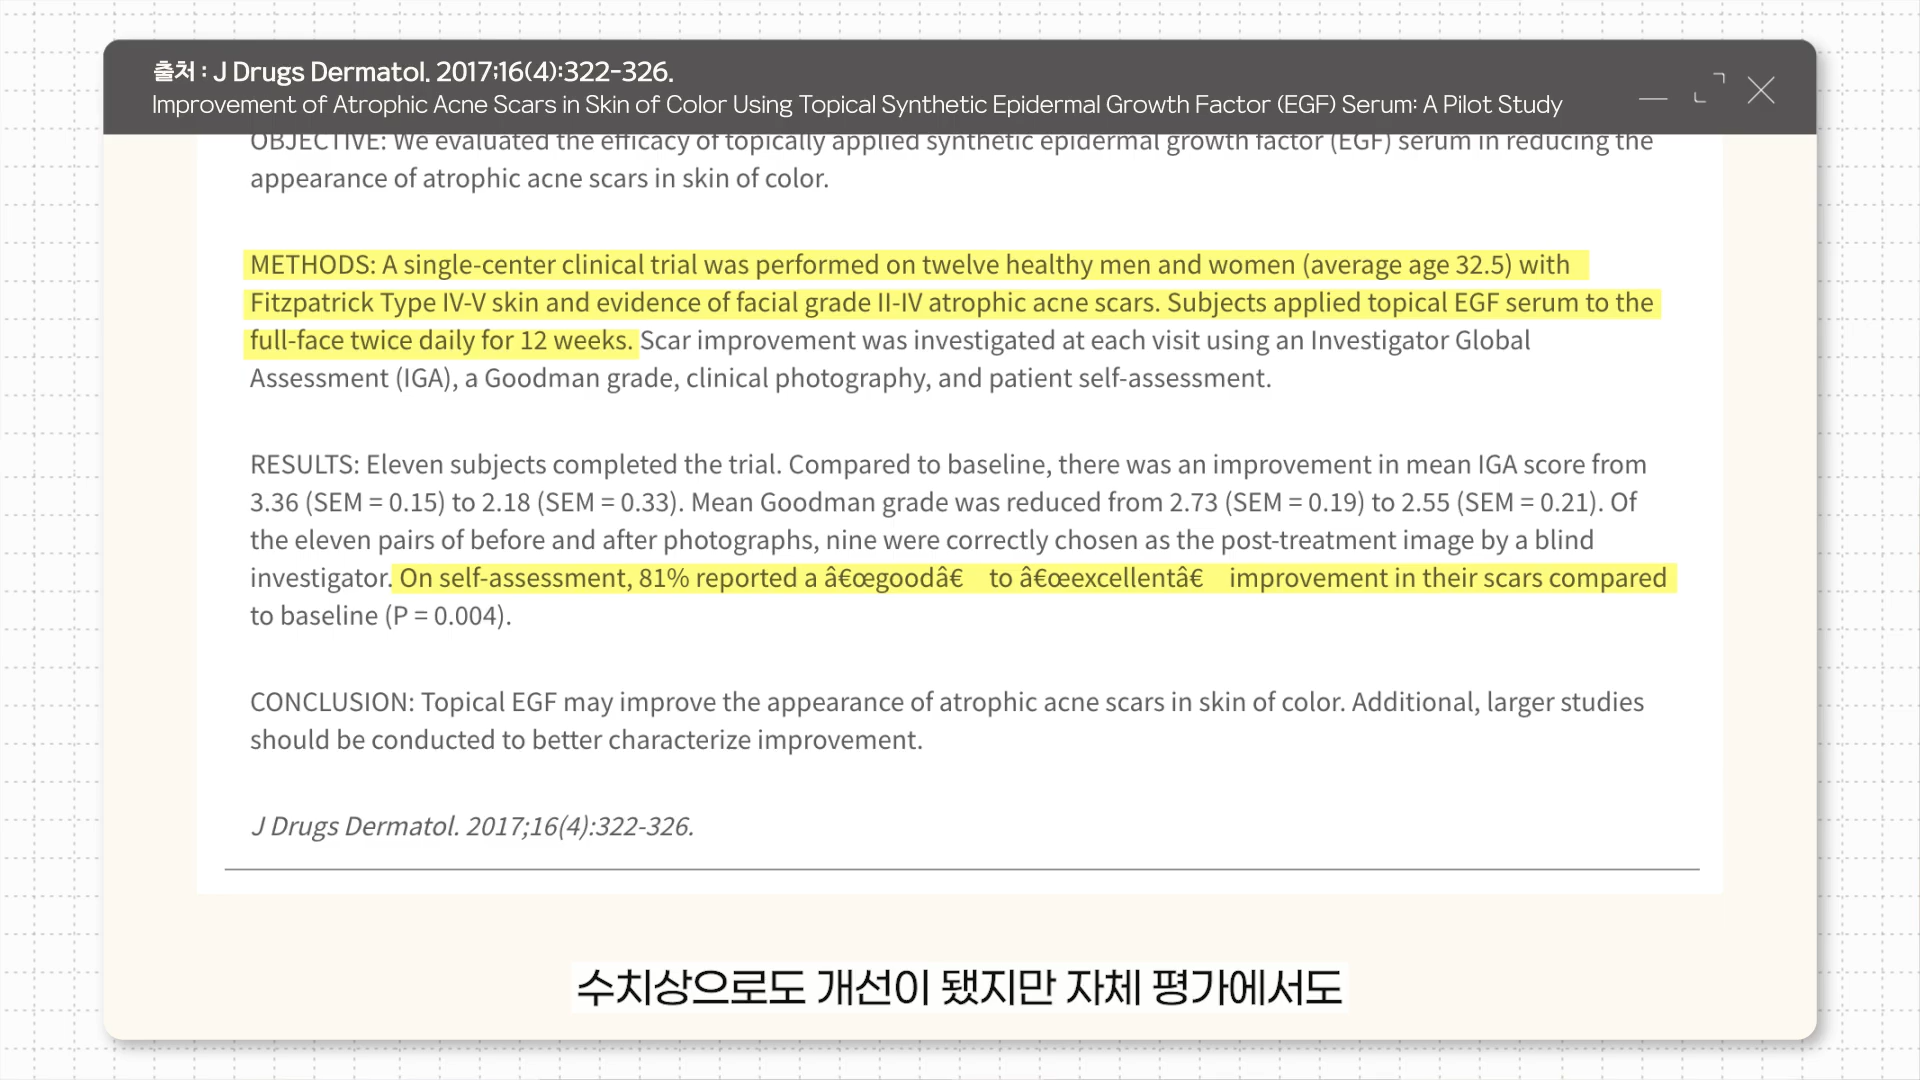 출처 : J Drugs Dermatol. 2017;16(4):322-326.
Improvement of Atrophic Acne Scars in Skin of Color Using Topical Synthetic Epidermal Growth Factor (EGF) Serum: A Pilot Study
OBJECTIVE: We evaluated the efficacy of topically applied synthetic epidermal growth factor (EGF) serum in reducing the
appearance of atrophic acne scars in skin of color.
METHODS: A single-center clinical trial was performed on twelve healthy men and women (average age 32.5) with
Fitzpatrick Type IV-V skin and evidence of facial grade II-IV atrophic acne scars. Subjects applied topical EGF serum to the
full-face twice daily for 12 weeks. Scar improvement was investigated at each visit using an Investigator Global
Assessment (IGA), a Goodman grade, clinical photography, and patient self-assessment.
RESULTS: Eleven subjects completed the trial. Compared to baseline, there was an improvement in mean IGA score from
3.36 (SEM = 0.15) to 2.18 (SEM = 0.33). Mean Goodman grade was reduced from 2.73 (SEM = 0.19) to 2.55 (SEM = 0.21). Of
the eleven pairs of before and after photographs, nine were correctly chosen as the post-treatment image by a blind
investigator. On self-assessment, 81% reported a â€œgoodâ€ to â€œexcellentâ€ improvement in their scars compared
to baseline (P = 0.004).
CONCLUSION: Topical EGF may improve the appearance of atrophic acne scars in skin of color. Additional, larger studies
should be conducted to better characterize improvement.
J Drugs Dermatol. 2017;16(4):322-326.
수치상으로도 개선이 됐지만 자체 평가에서도